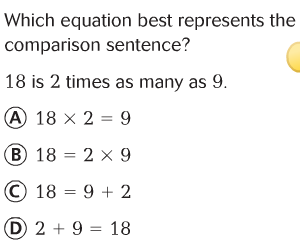 Which equation best represents the
comparison sentence?
18 is 2 times as many as 9.
A 18 × 2 = 9
B 18 = 2 × 9
C 18 = 9 + 2
D 2 + 9 = 18